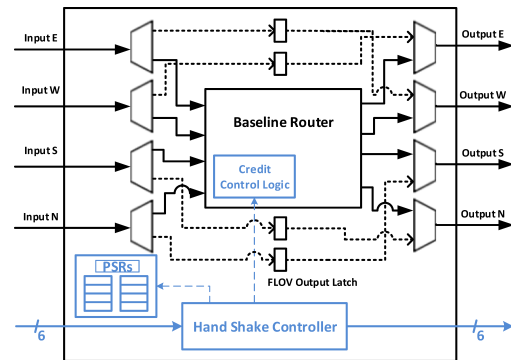 Input E
Output E
Input W
Output W
Baseline Router
Input S
Output S
Credit
Control Logic
Input N
Output N
PSRs
FLOV Output Latch
6
Hand Shake Controller
6